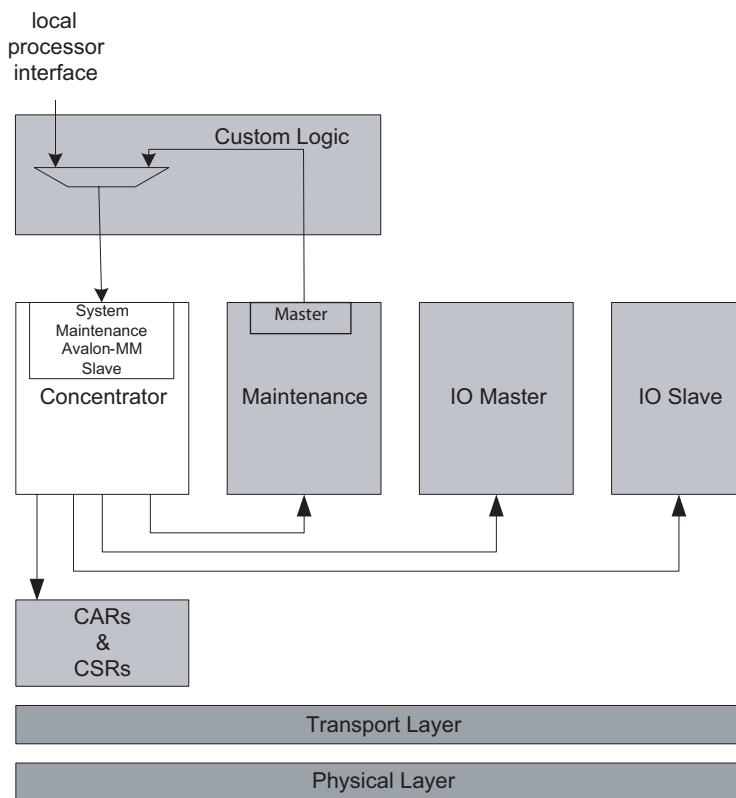 local
processor
interface
Custom Logic
System
Maintenance
Avalon-MM
Slave
Concentrator
Master
Maintenance
IO Master
IO Slave
CARs
&
CSRs
Transport Layer
Physical Layer